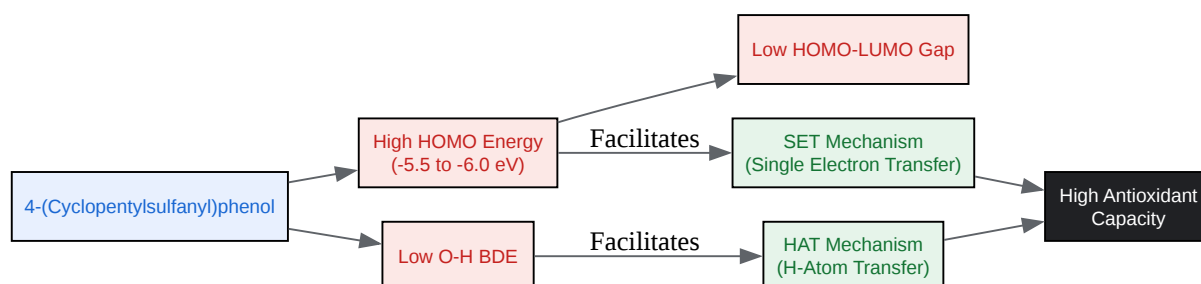 Low HOMO-LUMO Gap
High HOMO Energy
(-5.5 to -6.0 eV)
Facilitates
SET Mechanism
(Single Electron Transfer)
4-(Cyclopentylsulfanyl)phenol
High Antioxidant
Capacity
Low O-H BDE
Facilitates
HAT Mechanism
(H-Atom Transfer)